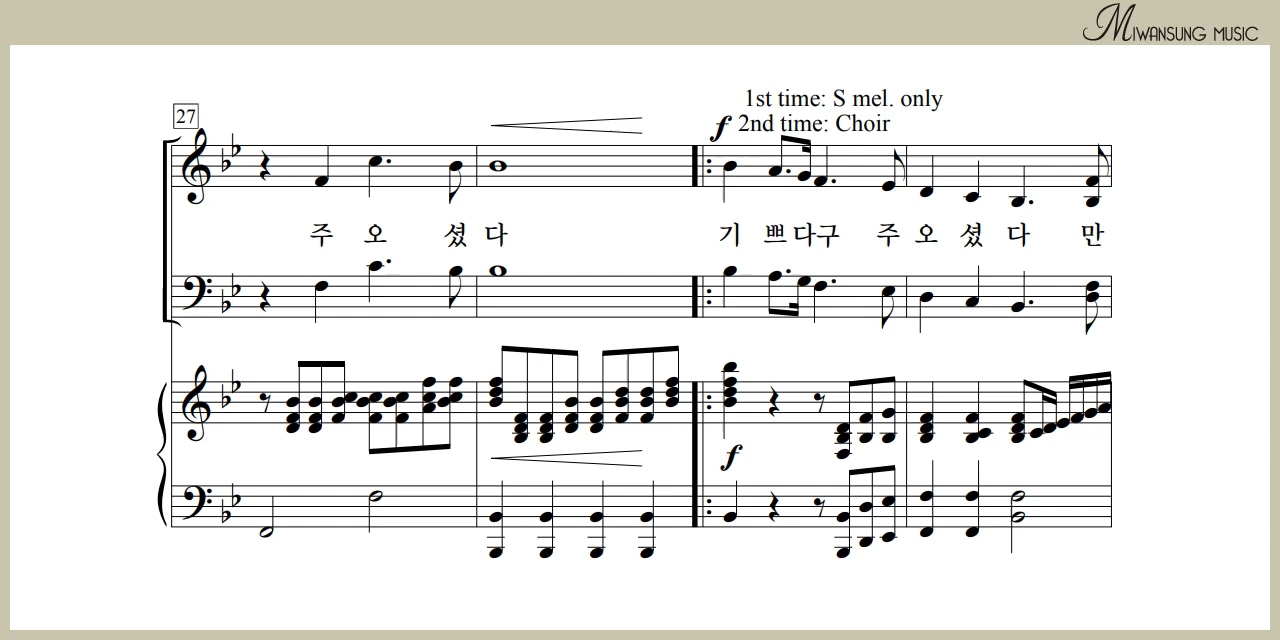 MIWANSUNG MUSIC
1st time: S mel. only
27
f 2nd time: Choir
주 오 셨 다 기 쁘다구 주 오 셨 다 만
f